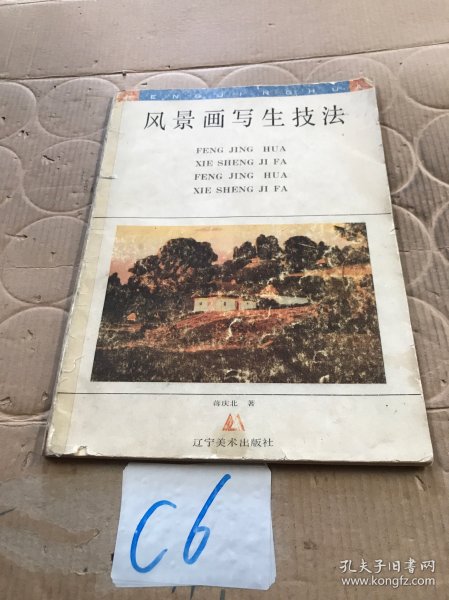 ENGJINGHUA
风景画写生技法
FENG JING HUA
XIE SHENG JI FA
FENG JING HUA
XIE SHENG JI FA
蒋庆北 著
辽宁美术出版社
C6
孔夫子旧书网
www.kongfz.com